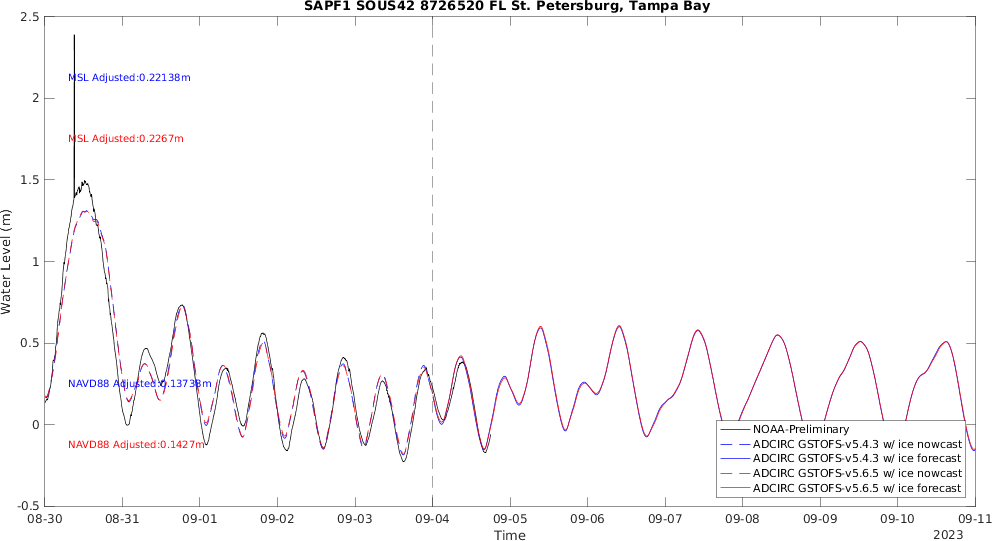 SAPF1 SOUS42 8726520 FL St. Petersburg, Tampa Bay
2.5
MSL Adjusted:0.22138m
2
MSL Adjusted:0.2267m
1.5
1
Water Level (m)
0.5
NAVD88 Adjusted:0.13738m
0
NAVD88 Adjusted:0.1427m
NOAA-Preliminary
ADCIRC GSTOFS-v5.4.3 w/ ice nowcast
ADCIRC GSTOFS-v5.4.3 w/ ice forecast
ADCIRC GSTOFS-v5.6.5 w/ ice nowcast
ADCIRC GSTOFS-v5.6.5 w/ ice forecast
-0.5
08-30 08-31 09-01 09-02 09-03 09-04 09-05 09-06 09-07 09-08 09-09 09-10 09-11
Time
2023